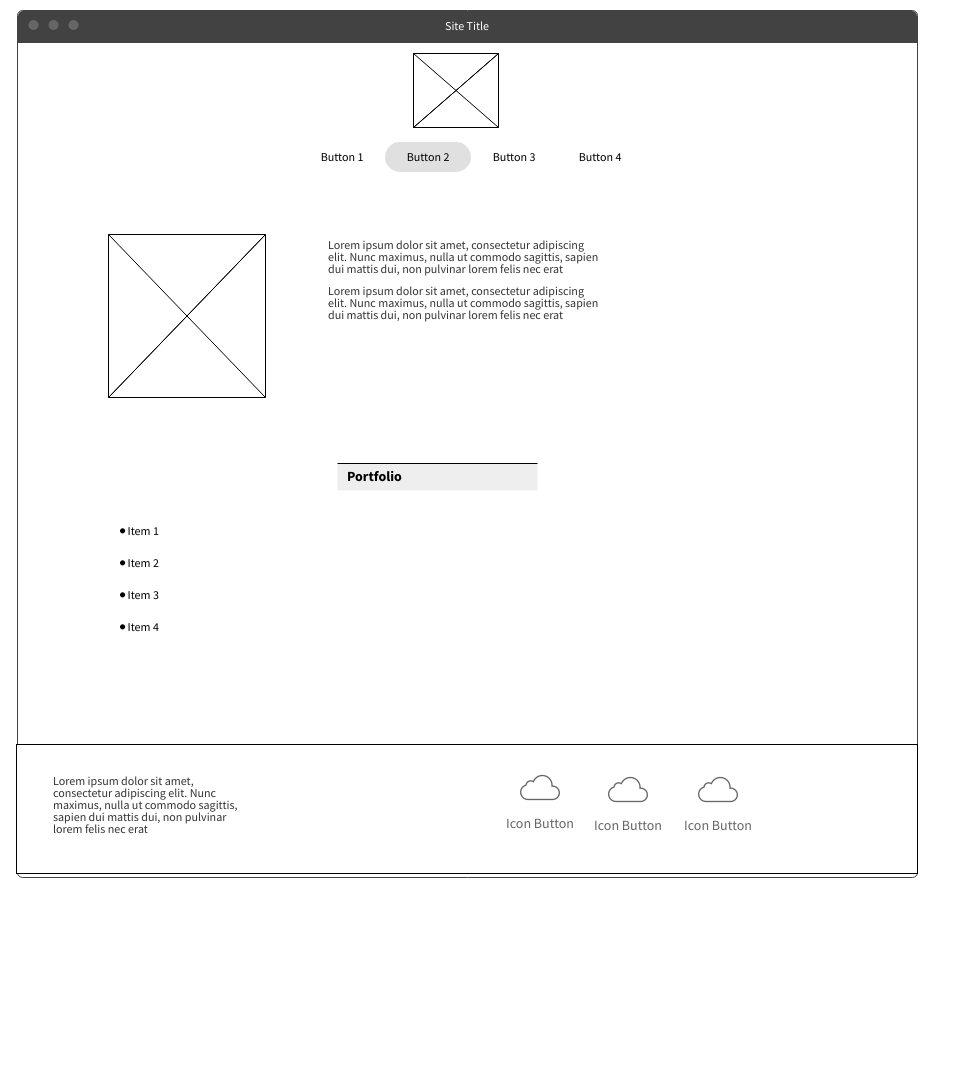 Site Title
Button 1 Button 2 Button 3 Button 4
Lorem ipsum dolor sit amet, consectetur adipiscing
elit. Nunc maximus, nulla ut commodo sagittis, sapien
dui mattis dui, non pulvinar lorem felis nec erat
Lorem ipsum dolor sit amet, consectetur adipiscing
elit. Nunc maximus, nulla ut commodo sagittis, sapien
dui mattis dui, non pulvinar lorem felis nec erat
Portfolio
Item 1
Item 2
Item 3
Item 4
Lorem ipsum dolor sit amet,
consectetur adipiscing elit. Nunc
maximus, nulla ut commodo sagittis,
sapien dui mattis dui, non pulvinar
lorem felis nec erat
Icon Button Icon Button Icon Button